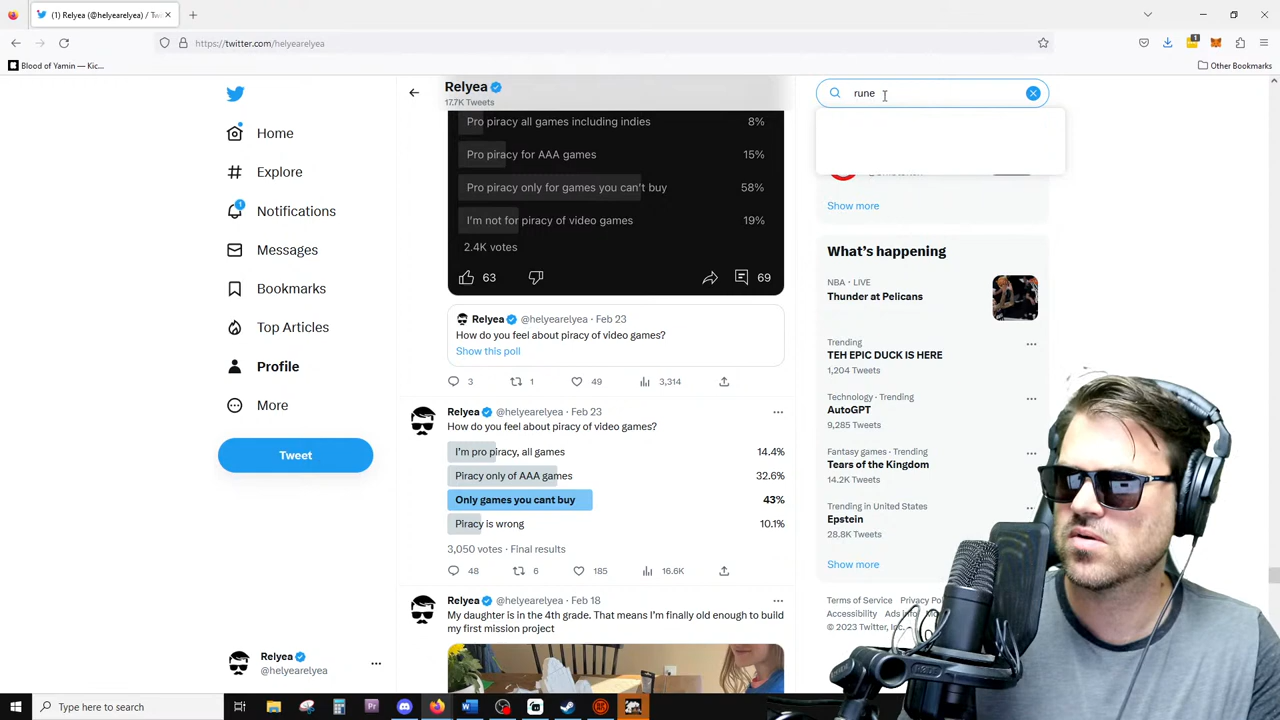 (1) Relyea (@helyearelyea) / Twi
https://twitter.com/helyearelyea
1
Blood of Yamin — Kic...
Other Bookmarks
Home
Explore
1
Notifications
Messages
Bookmarks
Top Articles
Profile
More
Tweet
Relyea
@helyearelyea
Relyea
17.7K Tweets
Pro piracy all games including indies 8%
Pro piracy for AAA games 15%
Pro piracy only for games you can't buy 58%
I'm not for piracy of video games 19%
2.4K votes
63 69
Relyea @helyearelyea · Feb 23
How do you feel about piracy of video games?
Show this poll
3 1 49 3,314
Relyea @helyearelyea · Feb 23
How do you feel about piracy of video games?
I'm pro piracy, all games 14.4%
Piracy only of AAA games 32.6%
Only games you cant buy 43%
Piracy is wrong 10.1%
3,050 votes · Final results
48 6 185 16.6K
Relyea @helyearelyea · Feb 18
My daughter is in the 4th grade. That means I'm finally old enough to build
my first mission project
rune
Show more
What's happening
NBA · LIVE
Thunder at Pelicans
Trending
TEH EPIC DUCK IS HERE
1,204 Tweets
Technology · Trending
AutoGPT
9,285 Tweets
Fantasy games · Trending
Tears of the Kingdom
14.2K Tweets
Trending in United States
Epstein
28.8K Tweets
Show more
Terms of Service Privacy
Accessibility Ads
© 2023 Twitter, Inc.
Type here to search